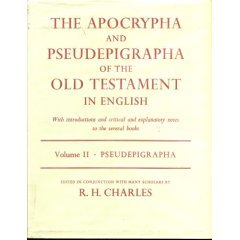 THE APOCRYPHA
AND
PSEUDEPIGRAPHA
OF THE
OLD TESTAMENT
IN ENGLISH
With introductions and critical and explanatory notes
to the several books
Volume II · PSEUDEPIGRAPHA
EDITED IN CONJUNCTION WITH MANY SCHOLARS BY
R. H. CHARLES